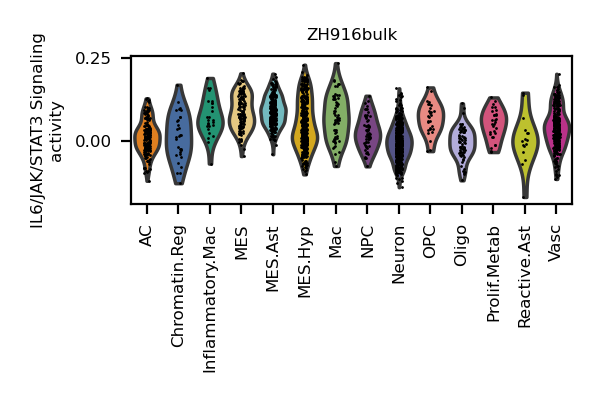 ZH916bulk
IL6/JAK/STAT3 Signaling
activity
0.25
0.00
AC
Chromatin.Reg
Inflammatory.Mac
MES
MES.Ast
MES.Hyp
Mac
NPC
Neuron
OPC
Oligo
Prolif.Metab
Reactive.Ast
Vasc